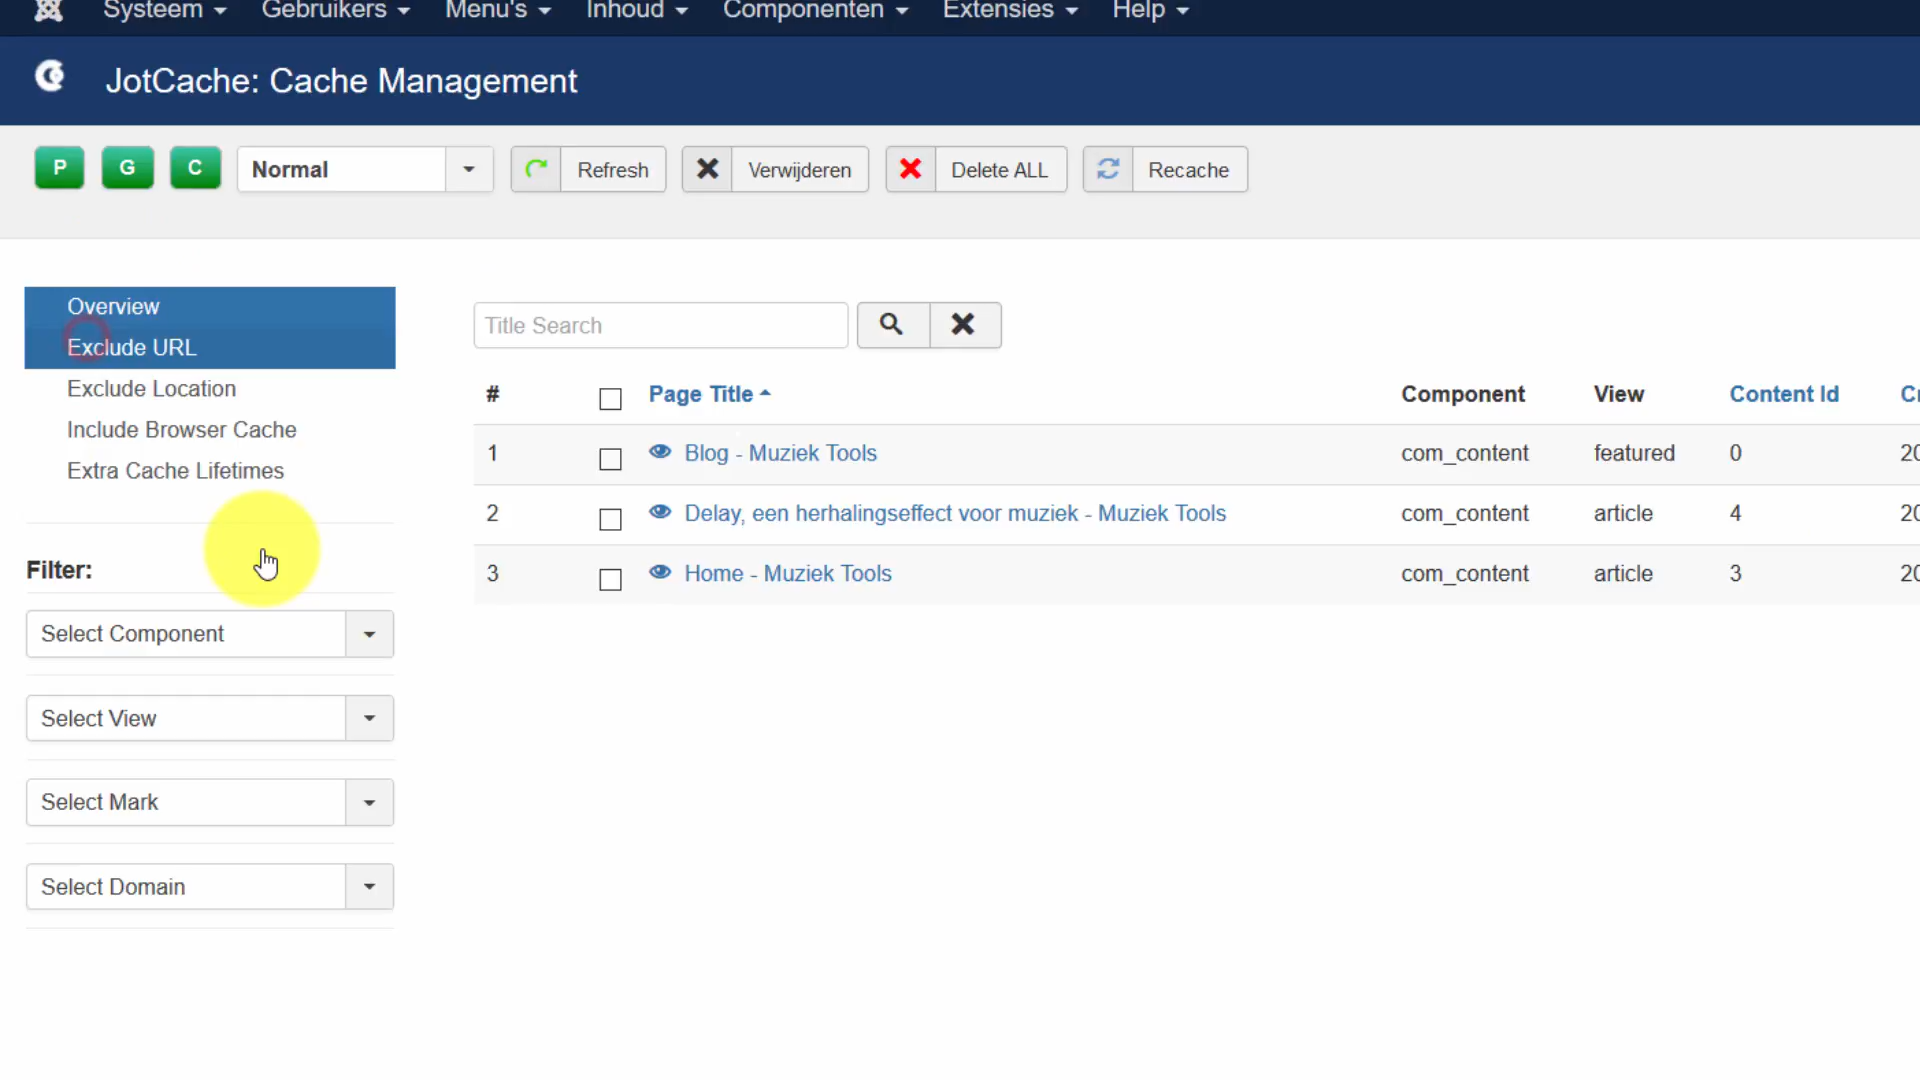 Systeem Gebruikers Menu's Inhoud Componenten Extensies Help
JotCache: Cache Management
P G C Normal Refresh Verwijderen Delete ALL Recache
Overview
Exclude URL
Exclude Location
Include Browser Cache
Extra Cache Lifetimes
Filter:
Select Component
Select View
Select Mark
Select Domain
Title Search
# Page Title Component View Content Id
1 Blog - Muziek Tools com_content featured 0
2 Delay, een herhalingseffect voor muziek - Muziek Tools com_content article 4
3 Home - Muziek Tools com_content article 3